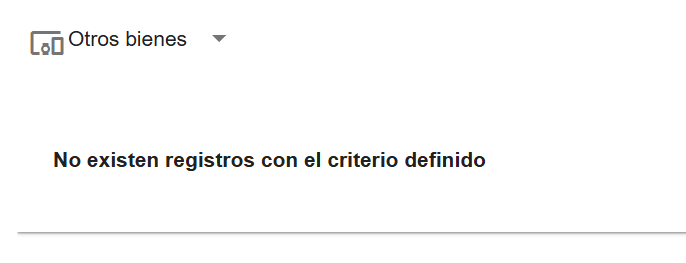 Otros bienes
No existen registros con el criterio definido